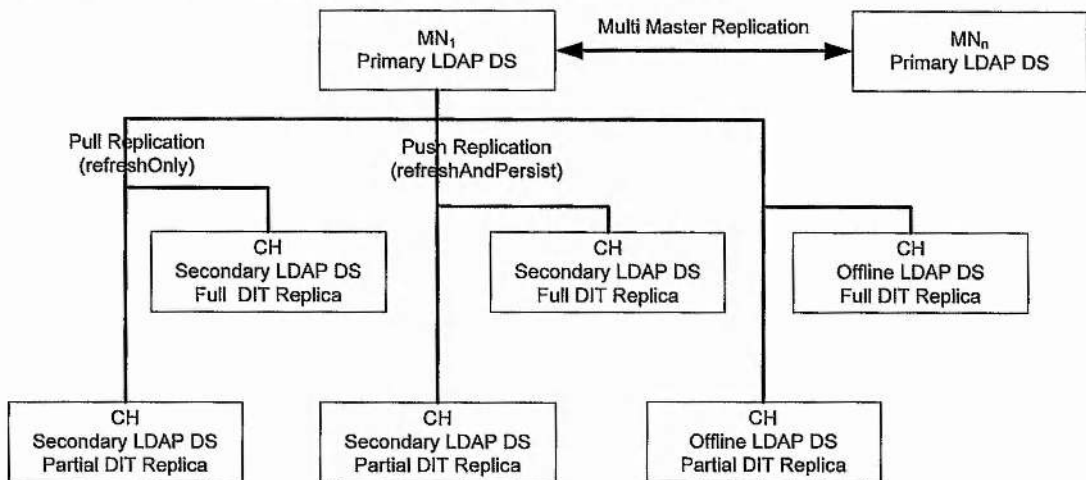 MN₁
Primary LDAP DS
Multi Master Replication
MNₙ
Primary LDAP DS
Pull Replication
(refreshOnly)
Push Replication
(refreshAndPersist)
CH
Secondary LDAP DS
Full DIT Replica
CH
Secondary LDAP DS
Full DIT Replica
CH
Offline LDAP DS
Full DIT Replica
CH
Secondary LDAP DS
Partial DIT Replica
CH
Secondary LDAP DS
Partial DIT Replica
CH
Offline LDAP DS
Partial DIT Replica